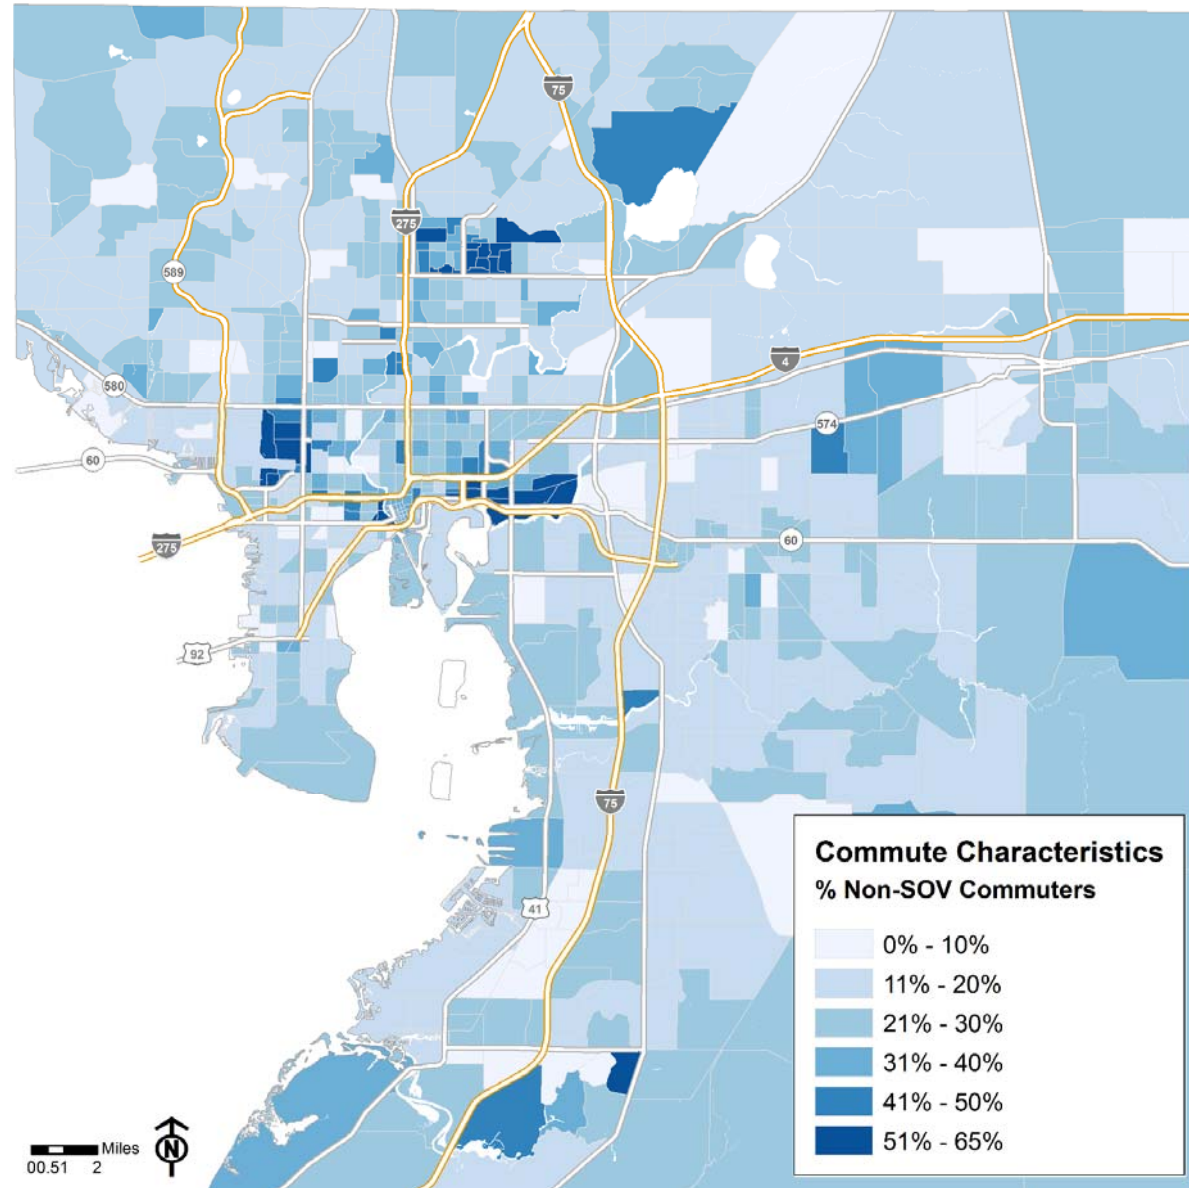 75
275
589
4
580
574
60
60
275
92
75
41
Commute Characteristics
% Non-SOV Commuters
0% - 10%
11% - 20%
21% - 30%
31% - 40%
41% - 50%
51% - 65%
Miles
00.51 2
N